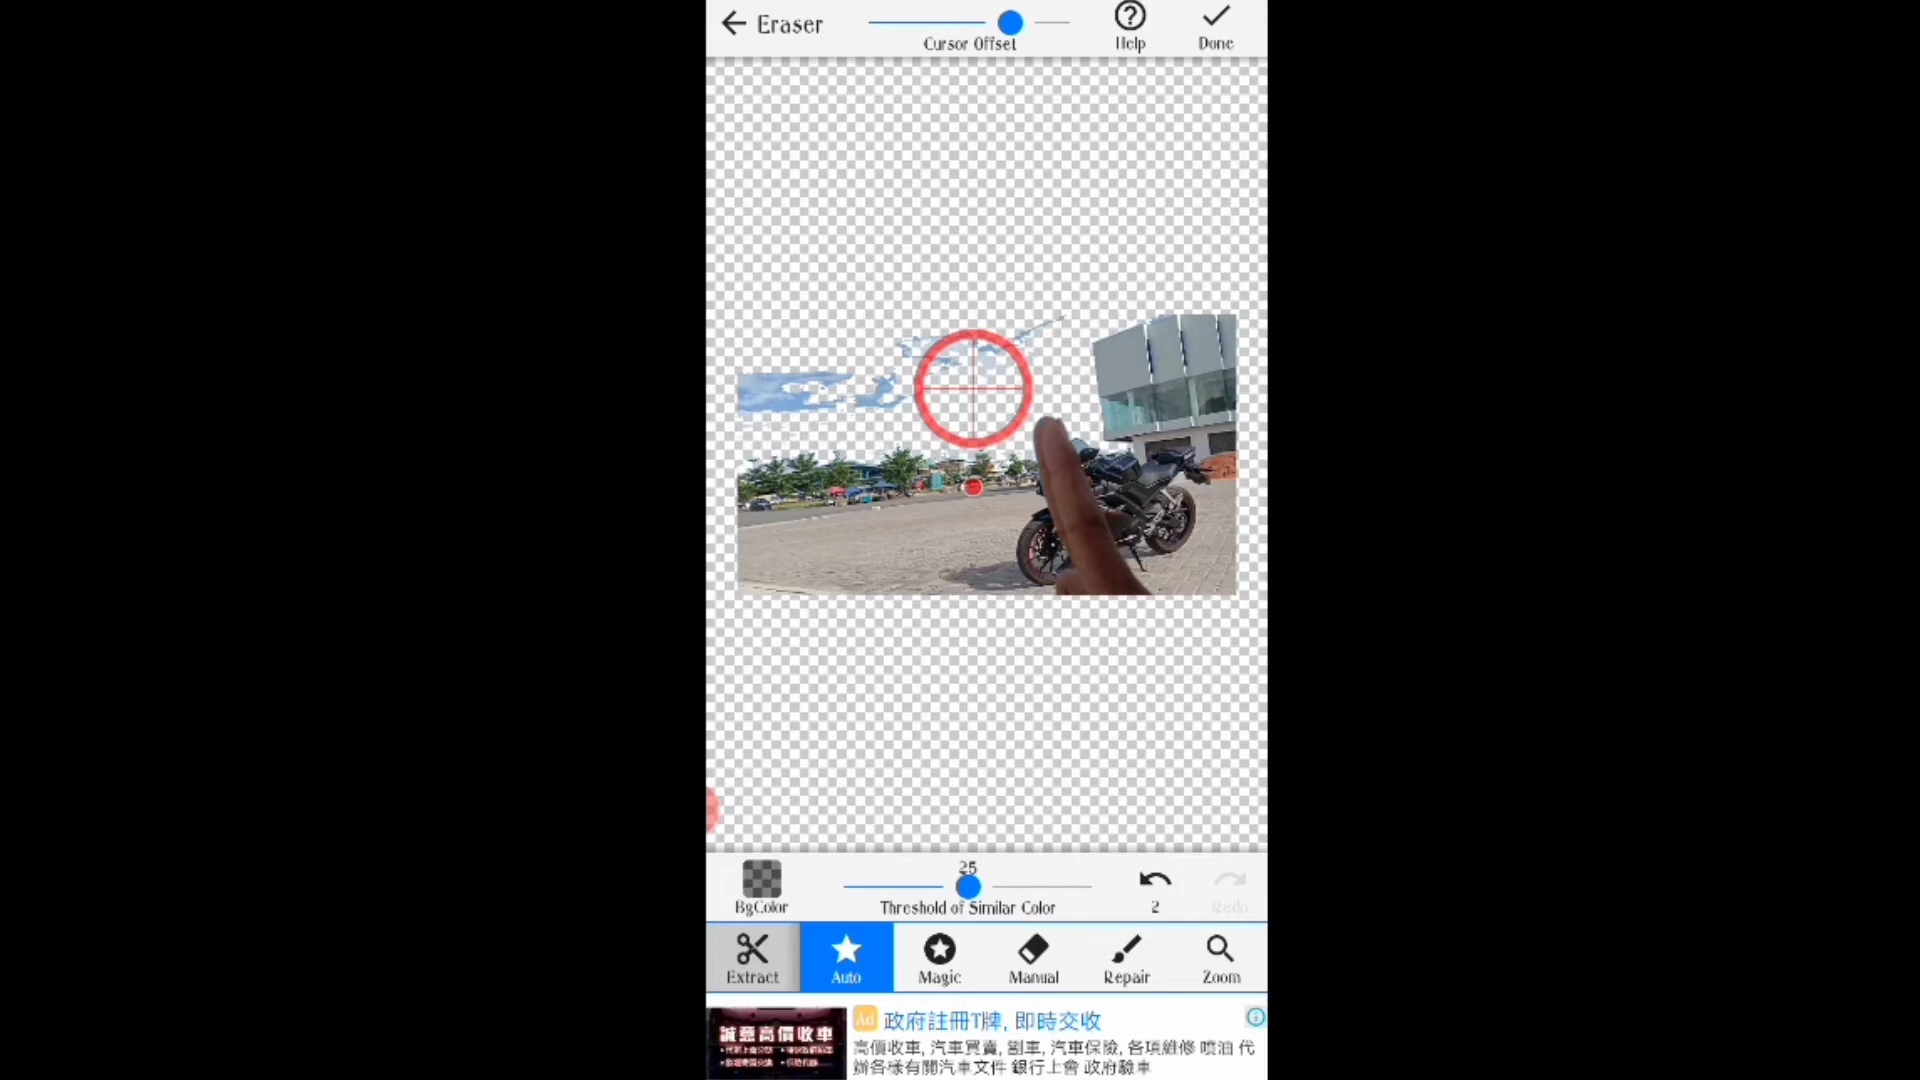 Eraser
Cursor Offset
Help
Done
25
BgColor
Threshold of Similar Color
2
Redo
Extract
Auto
Magic
Manual
Repair
Zoom
誠意高價收車
Ad 政府註冊T牌, 即時交收
高價收車, 汽車買賣, 劏車, 汽車保險, 各項維修 噴油 代
辦各樣有關汽車文件 銀行上會 政府驗車